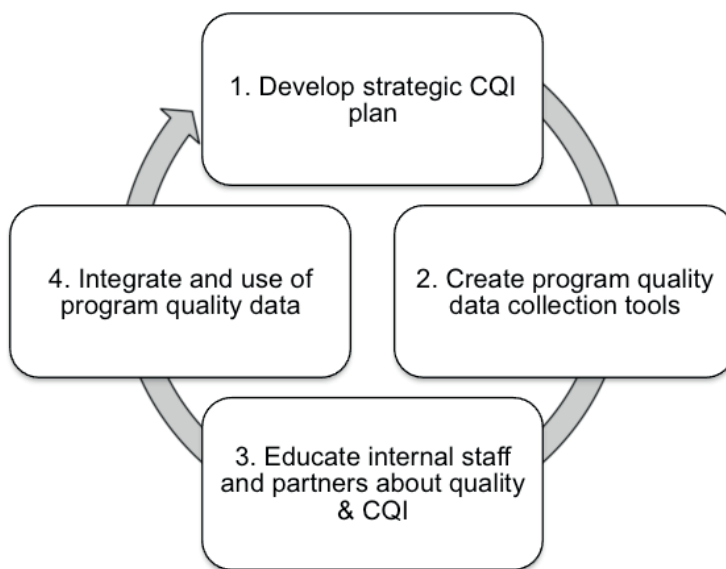 1. Develop strategic CQI
plan
2. Create program quality
data collection tools
3. Educate internal staff
and partners about quality
& CQI
4. Integrate and use of
program quality data